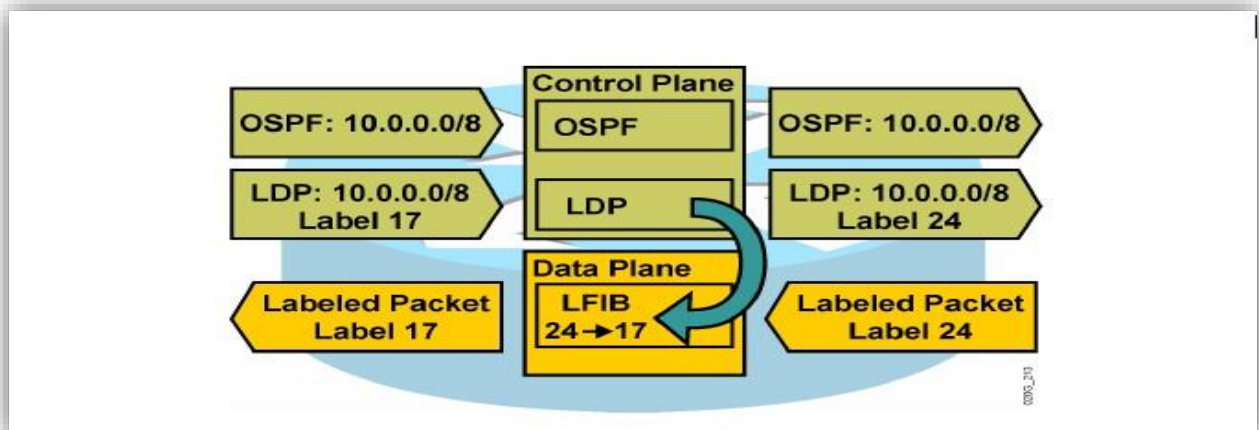 Control Plane
OSPF: 10.0.0.0/8
OSPF
OSPF: 10.0.0.0/8
LDP: 10.0.0.0/8
Label 17
LDP
LDP: 10.0.0.0/8
Label 24
Data Plane
Labeled Packet
Label 17
LFIB
24→17
Labeled Packet
Label 24